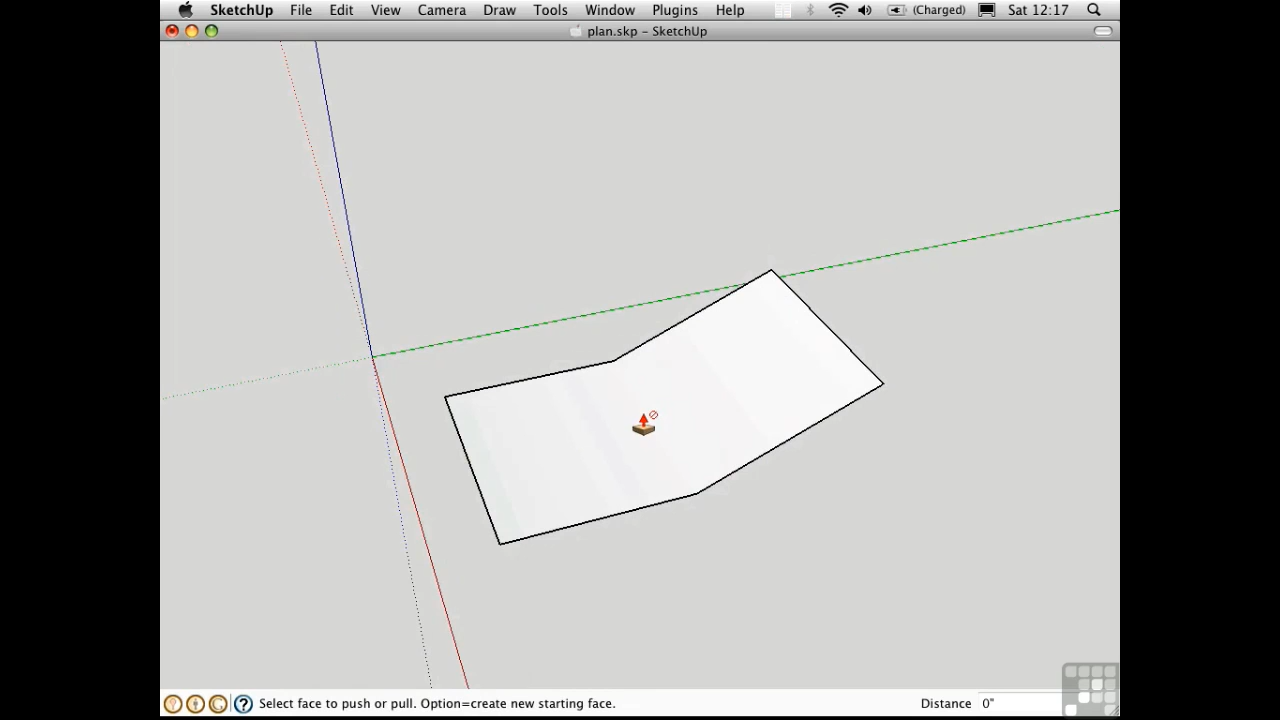 SketchUp File Edit View Camera Draw Tools Window Plugins Help (Charged) Sat 12:17
plan.skp – SketchUp
Select face to push or pull. Option=create new starting face. Distance 0"